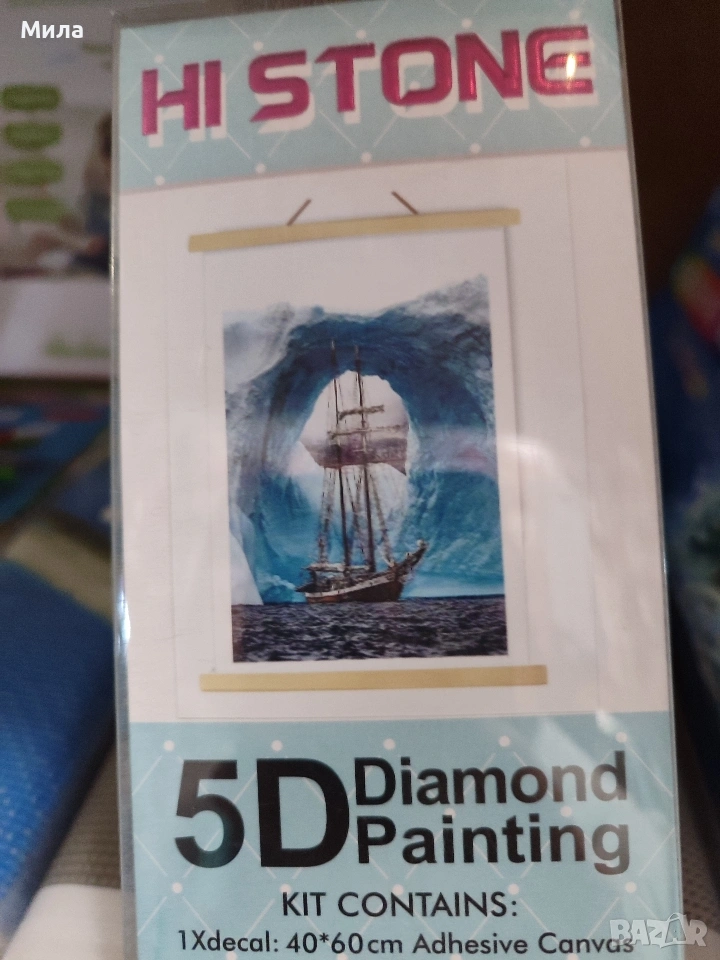 Мила
HI STONE
5D Diamond
Painting
KIT CONTAINS:
1Xdecal: 40*60cm Adhesive Canvas
BAZAR